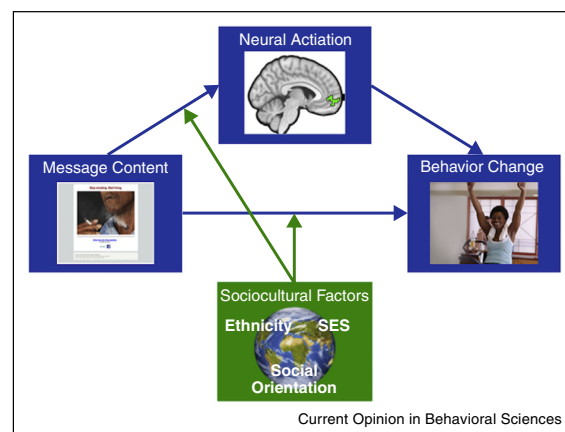 Neural Actiation
Message Content
Behavior Change
Sociocultural Factors
Ethnicity SES
Social
Orientation
Current Opinion in Behavioral Sciences